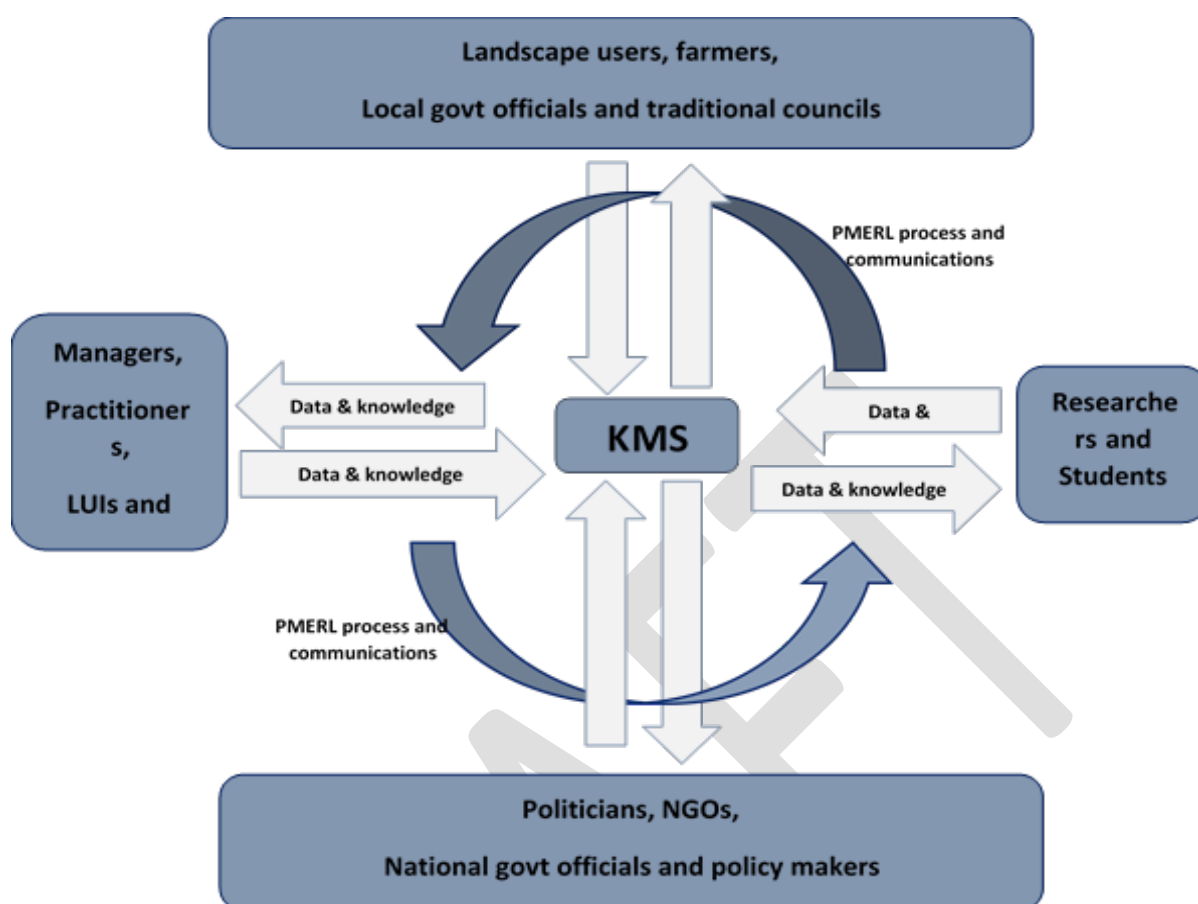 Landscape users, farmers,
Local govt officials and traditional councils
PMERL process and
communications
Managers,
Practitioner
s,
LUIs and
Data & knowledge
Data & knowledge
KMS
Data &
Data & knowledge
Researche
rs and
Students
PMERL process and
communications
Politicians, NGOs,
National govt officials and policy makers